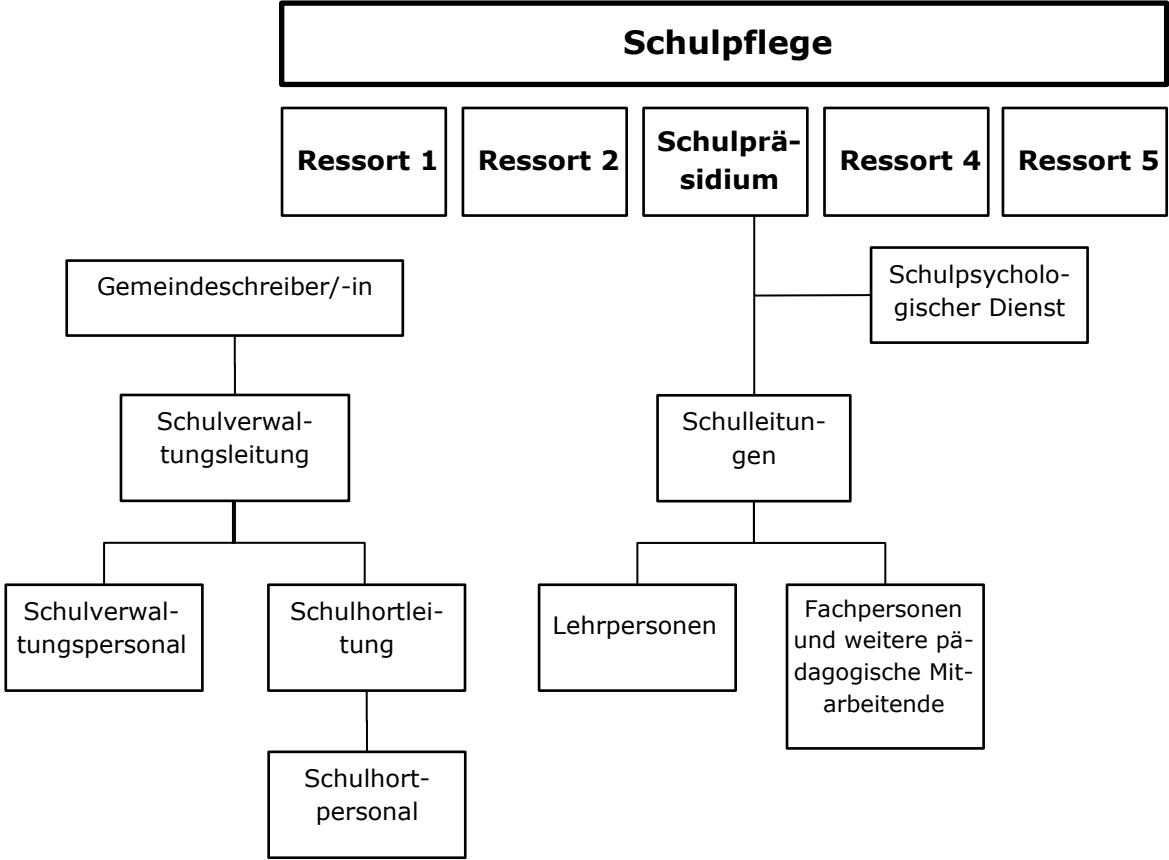 Schulpflege
Ressort 1
Ressort 2
Schulprä-
sidium
Ressort 4
Ressort 5
Gemeindeschreiber/-in
Schulpsycholo-
gischer Dienst
Schulverwal-
tungsleitung
Schulleitun-
gen
Schulverwal-
tungspersonal
Schulhortlei-
tung
Lehrpersonen
Fachpersonen
und weitere pä-
dagogische Mit-
arbeitende
Schulhort-
personal